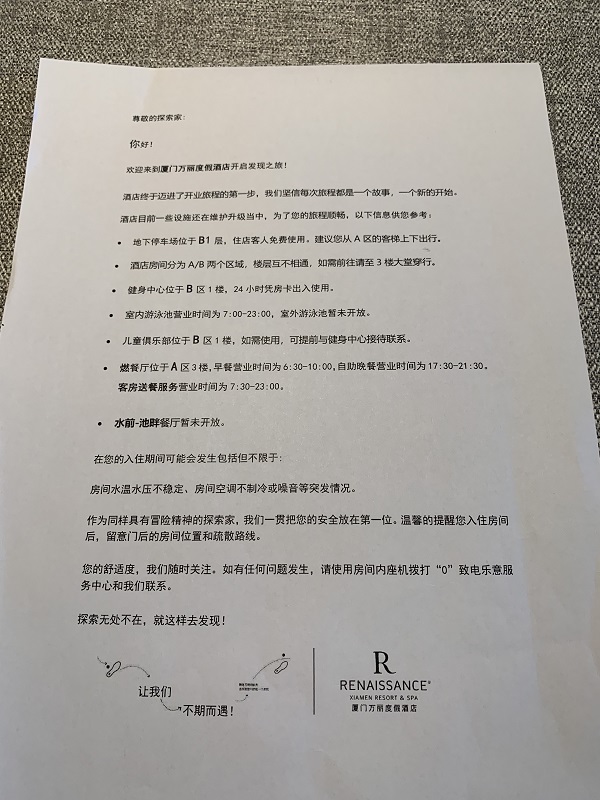 尊敬的探索家：
你好！
欢迎来到厦门万丽度假酒店开启发现之旅！
酒店终于迈进了开业旅程的第一步，我们坚信每次旅程都是一个故事，一个新的开始。
酒店目前一些设施还在维护升级当中，为了您的旅程顺畅，以下信息供您参考：
• 地下停车场位于 B1 层，住店客人免费使用。建议您从 A 区的客梯上下出行。
• 酒店房间分为 A/B 两个区域，楼层互不相通，如需前往请至 3 楼大堂穿行。
• 健身中心位于 B 区 1 楼，24 小时凭房卡出入使用。
• 室内游泳池营业时间为 7:00-23:00，室外游泳池暂未开放。
• 儿童俱乐部位于 B 区 1 楼，如需使用，可提前与健身中心接待联系。
• 燃餐厅位于 A 区 3 楼，早餐营业时间为 6:30-10:00，自助晚餐营业时间为 17:30-21:30。
客房送餐服务营业时间为 7:30-23:00。
• 水前-池畔餐厅暂未开放。
在您的入住期间可能会发生包括但不限于：
房间水温水压不稳定、房间空调不制冷或噪音等突发情况。
作为同样具有冒险精神的探索家，我们一贯把您的安全放在第一位。温馨的提醒您入住房间
后，留意门后的房间位置和疏散路线。
您的舒适度，我们随时关注。如有任何问题发生，请使用房间内座机拨打“0”致电乐意服
务中心和我们联系。
探索无处不在，就这样去发现！
让我们
不期而遇！
R
RENAISSANCE®
XIAMEN RESORT & SPA
厦门万丽度假酒店